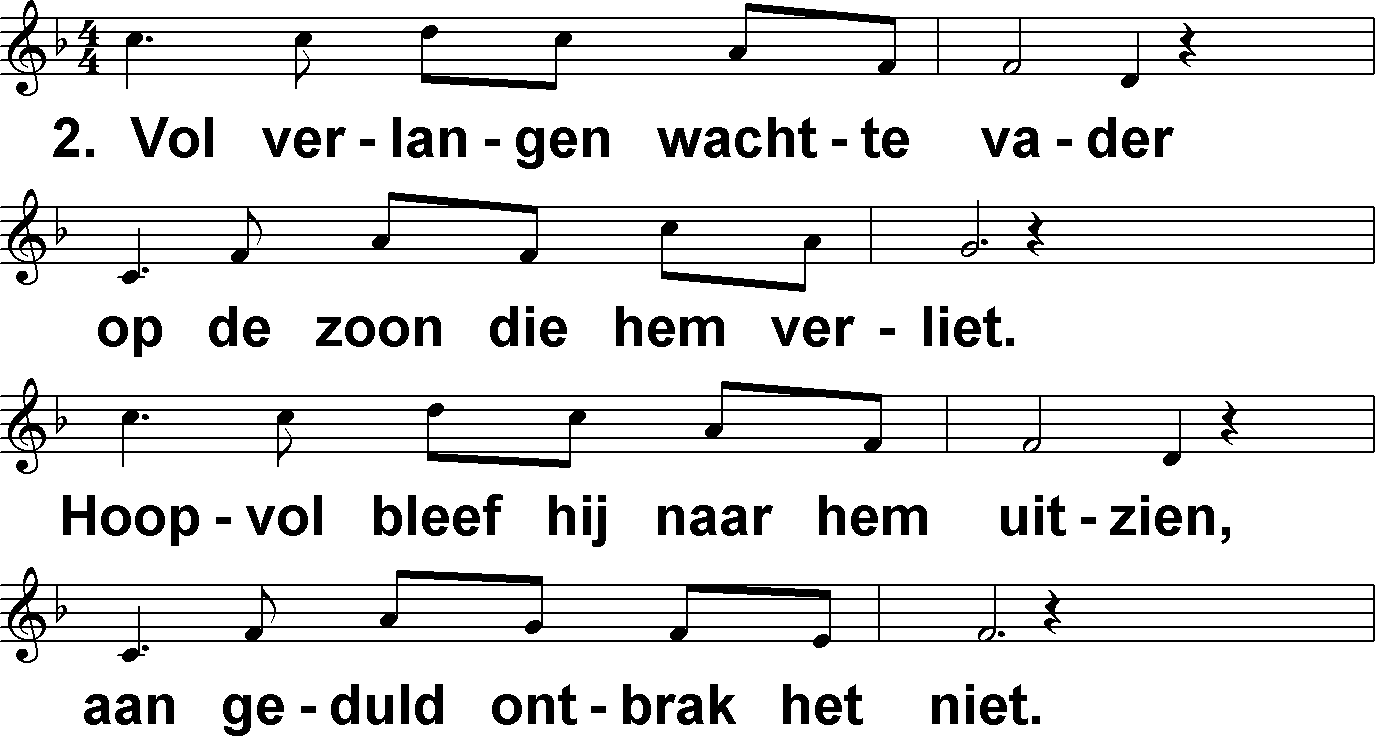 2. Vol ver - lan - gen wacht - te va - der
op de zoon die hem ver - liet.
Hoop - vol bleef hij naar hem uit - zien,
aan ge - duld ont - brak het niet.